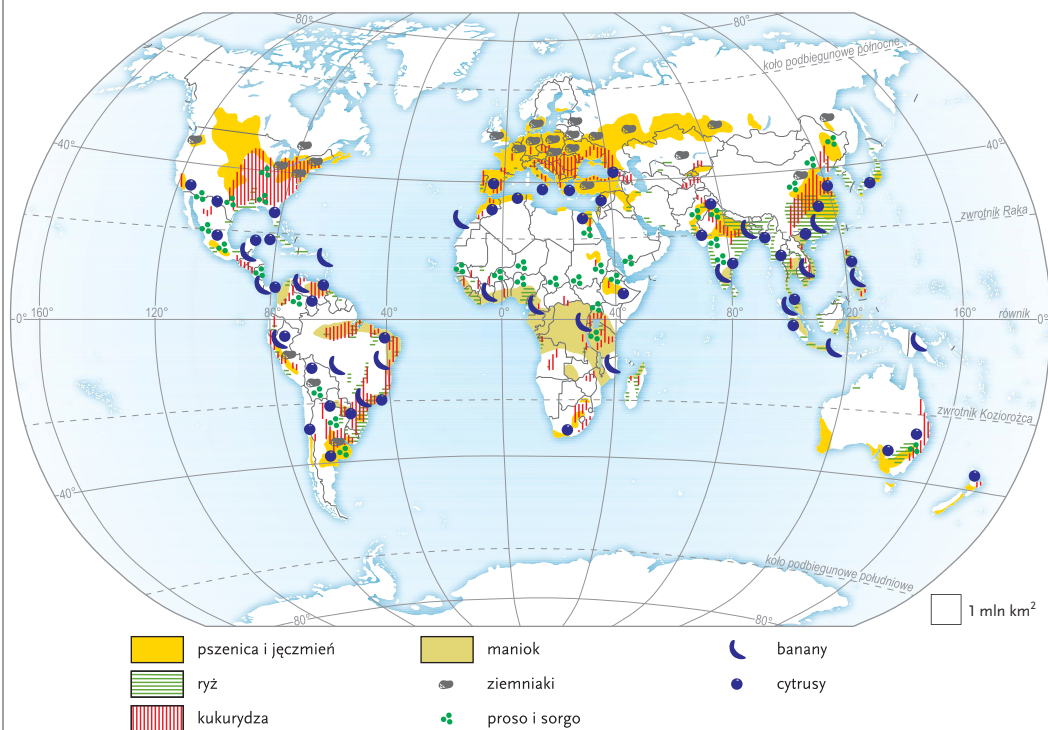 80°
80°
koło podbiegunowe północne
40°
40°
zwrotnik Raka
0°
160°
120°
80°
40°
0°
40°
80°
120°
160°
równik
0°
zwrotnik Koziorożca
40°
40°
koło podbiegunowe południowe
80°
80°
1 mln km²
pszenica i jęczmień
maniok
banany
ryż
ziemniaki
cytrusy
kukurydza
proso i sorgo